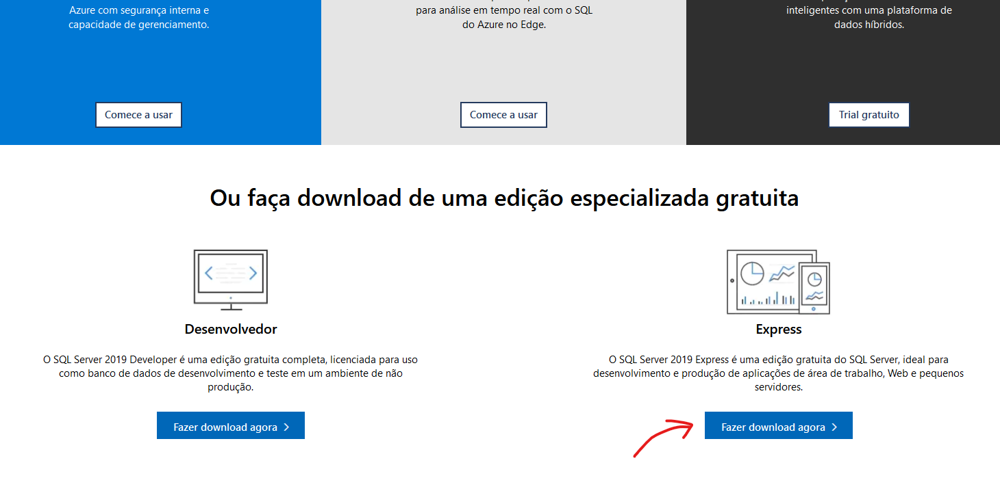 Azure com segurança interna e
capacidade de gerenciamento.
para análise em tempo real com o SQL
do Azure no Edge.
inteligentes com uma plataforma de
dados híbridos.
Comece a usar
Comece a usar
Trial gratuito
Ou faça download de uma edição especializada gratuita
Desenvolvedor
O SQL Server 2019 Developer é uma edição gratuita completa, licenciada para uso
como banco de dados de desenvolvimento e teste em um ambiente de não
produção.
Fazer download agora
Express
O SQL Server 2019 Express é uma edição gratuita do SQL Server, ideal para
desenvolvimento e produção de aplicações de área de trabalho, Web e pequenos
servidores.
Fazer download agora